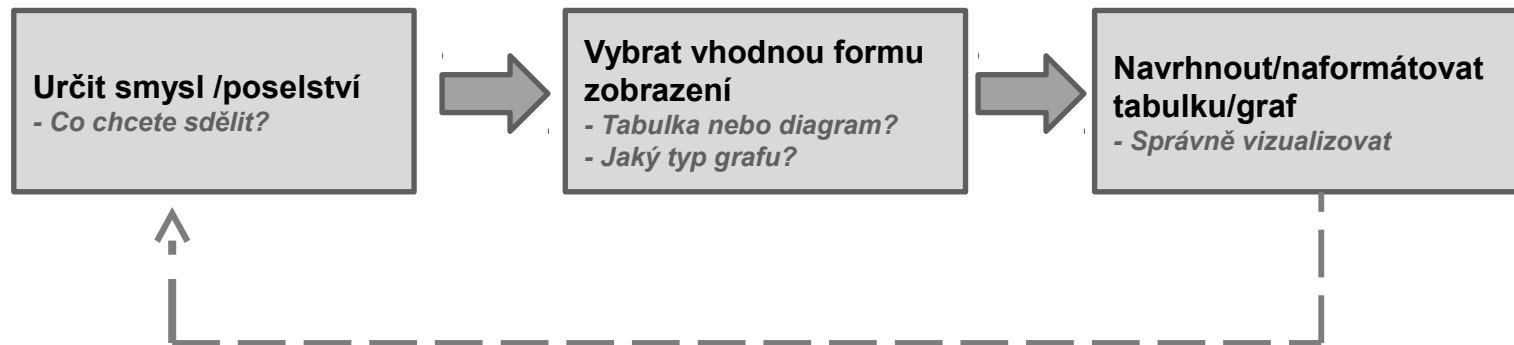 Určit smysl /poselství
- Co chcete sdělit?
Vybrat vhodnou formu
zobrazení
- Tabulka nebo diagram?
- Jaký typ grafu?
Navrhnout/naformátovat
tabulku/graf
- Správně vizualizovat